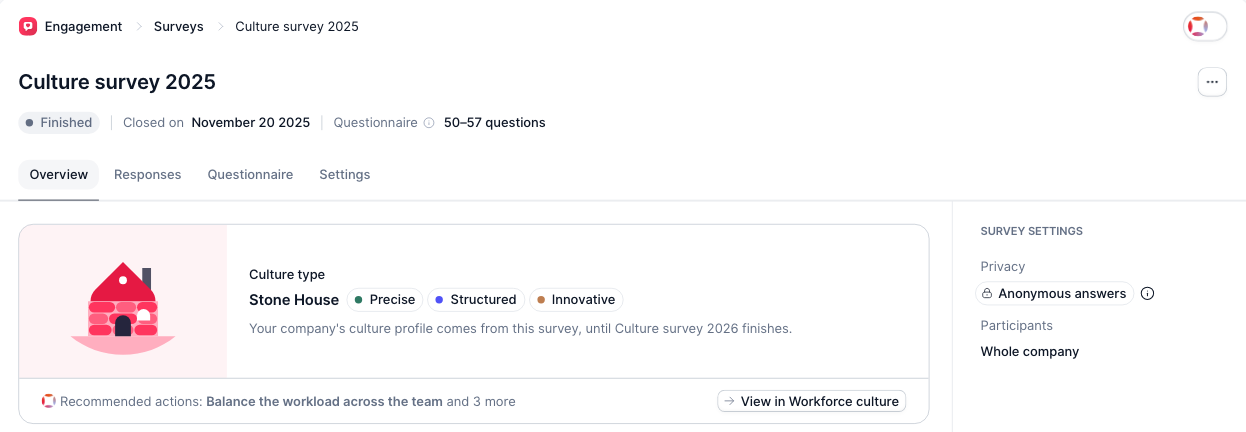 Engagement Surveys Culture survey 2025
Culture survey 2025
Finished Closed on November 20 2025 Questionnaire 50–57 questions
Overview Responses Questionnaire Settings
Culture type
Stone House Precise Structured Innovative
Your company's culture profile comes from this survey, until Culture survey 2026 finishes.
Recommended actions: Balance the workload across the team and 3 more
View in Workforce culture
SURVEY SETTINGS
Privacy
Anonymous answers
Participants
Whole company